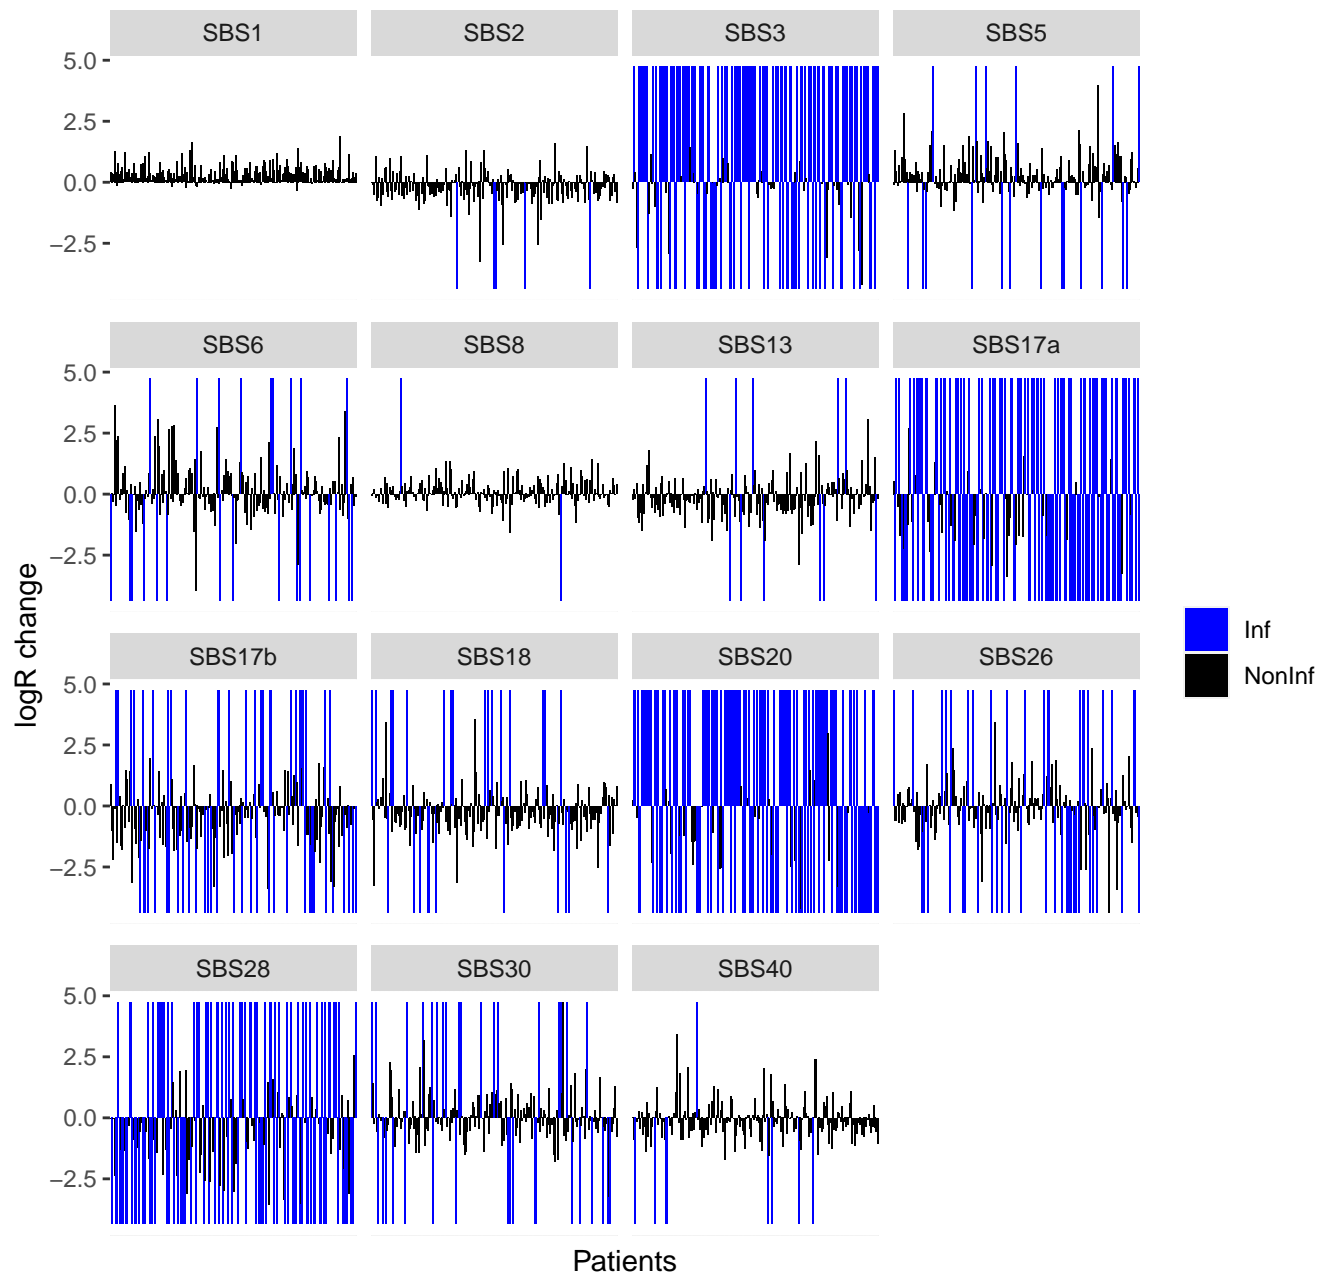 SBS1 SBS2 SBS3 SBS5
5.0
2.5
0.0
−2.5
SBS6 SBS8 SBS13 SBS17a
5.0
2.5
0.0
−2.5
SBS17b SBS18 SBS20 SBS26
5.0
2.5
0.0
−2.5
SBS28 SBS30 SBS40
5.0
2.5
0.0
−2.5
Patients
logR change
Inf
NonInf